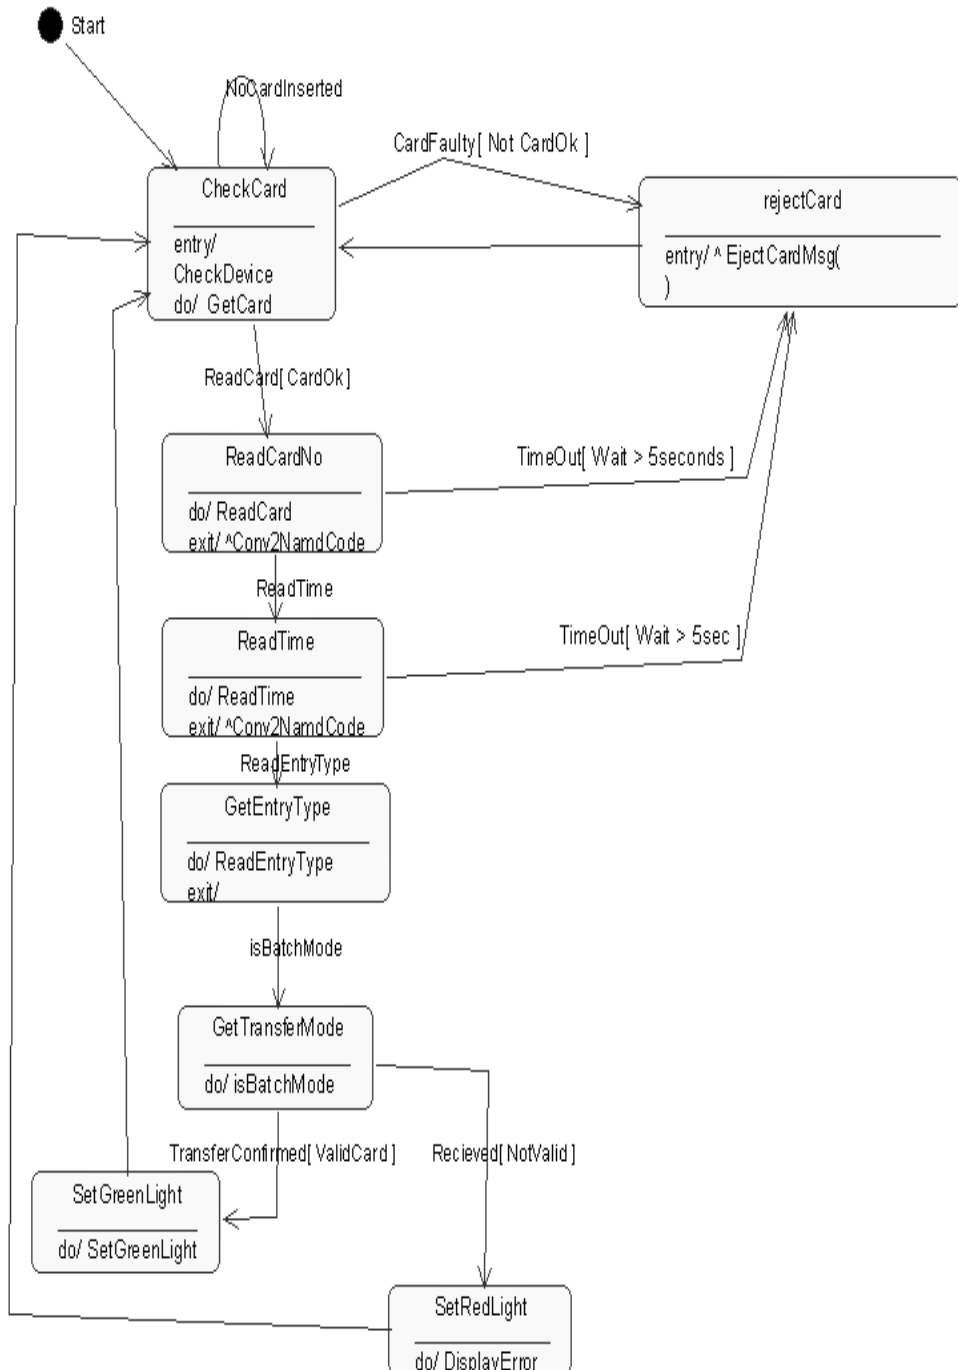 Start
NoCardInserted
CardFaulty[ Not CardOk ]
CheckCard
entry/
CheckDevice
do/ GetCard
rejectCard
entry/ ^ EjectCardMsg(
)
ReadCard[ CardOk ]
ReadCardNo
do/ ReadCard
exit/ ^Conv2NamdCode
TimeOut[ Wait > 5seconds ]
ReadTime
ReadTime
do/ ReadTime
exit/ ^Conv2NamdCode
TimeOut[ Wait > 5sec ]
ReadEntryType
GetEntryType
do/ ReadEntryType
exit/
isBatchMode
GetTransferMode
do/ isBatchMode
TransferConfirmed[ ValidCard ]
Recieved[ NotValid ]
SetGreenLight
do/ SetGreenLight
SetRedLight
do/ DisplayError